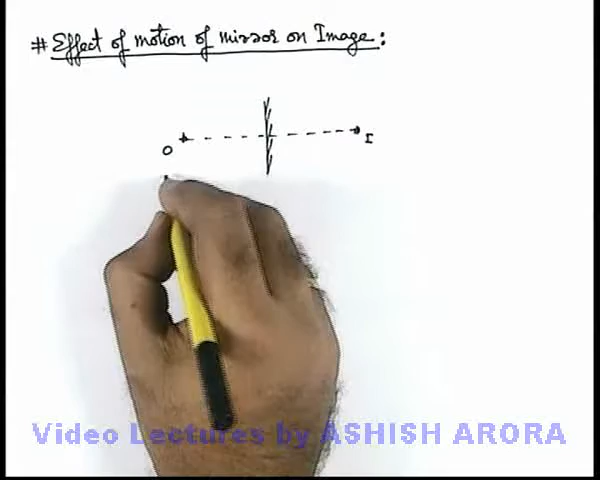 # Effect of motion of mirror on Image :
O
I
Video Lectures by ASHISH ARORA